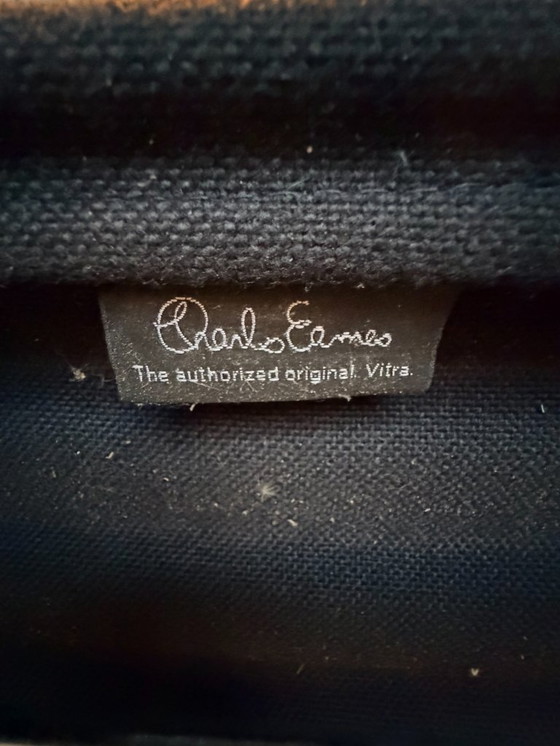 Charles Eames
The authorized original. Vitra.